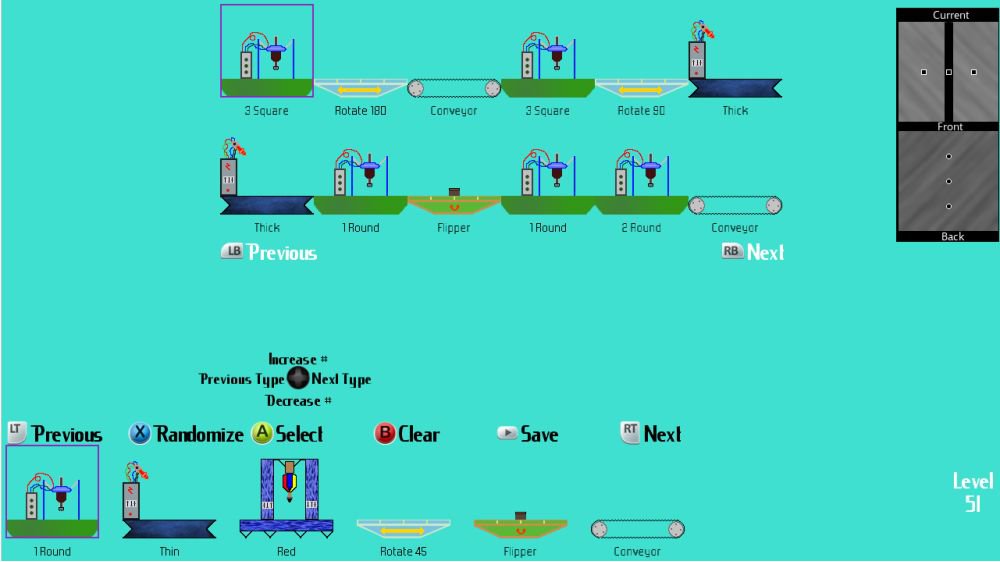 Current
3 Square
Rotate 180
Conveyor
3 Square
Rotate 90
Thick
Front
Thick
1 Round
Flipper
1 Round
2 Round
Conveyor
Back
LB Previous
RB Next
Increase #
Previous Type Next Type
Decrease #
LT Previous
X Randomize
A Select
B Clear
Save
RT Next
Level
51
1 Round
Thin
Red
Rotate 45
Flipper
Conveyor